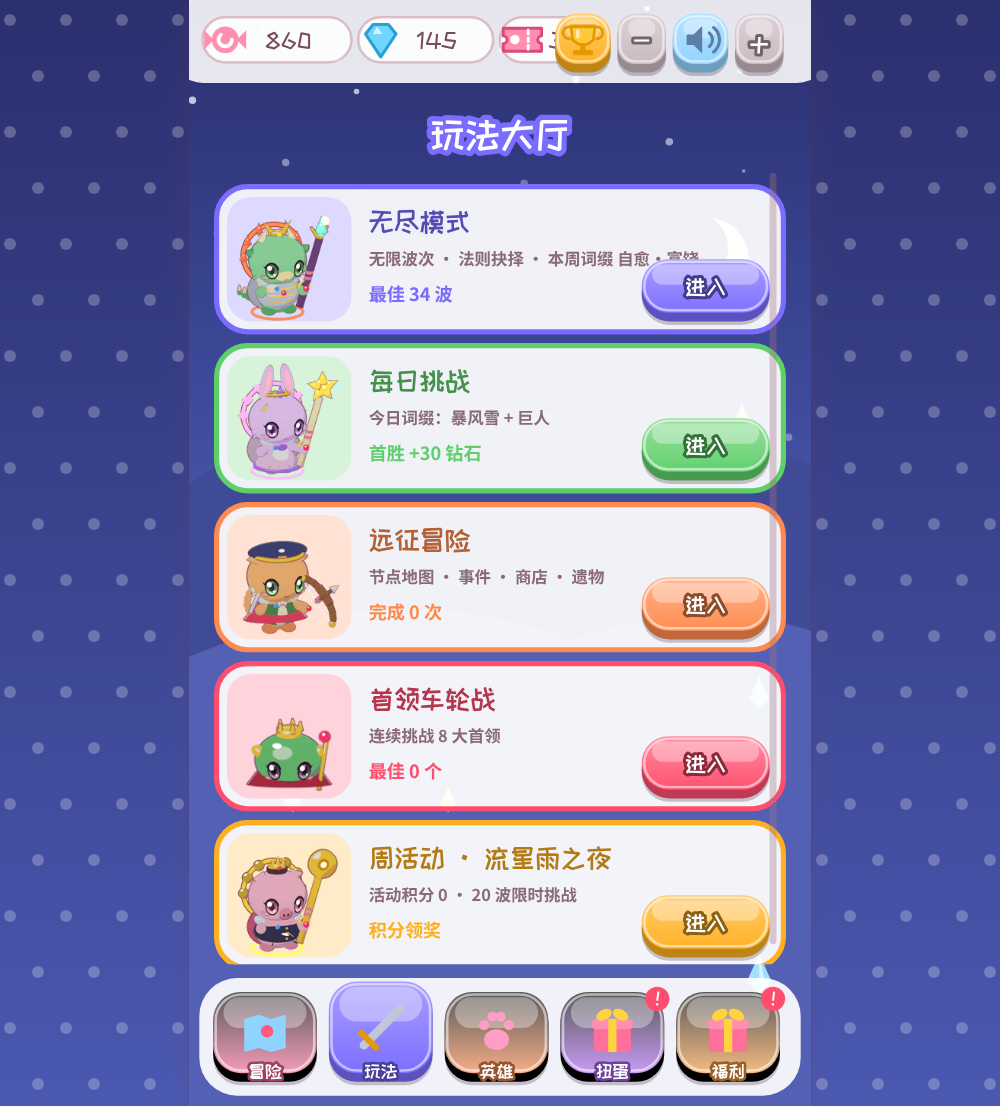 860
145
3
玩法大厅
无尽模式
无限波次 · 法则抉择 · 本周词缀 自愈 · 富饶
最佳 34 波
进入
每日挑战
今日词缀：暴风雪 + 巨人
首胜 +30 钻石
进入
远征冒险
节点地图 · 事件 · 商店 · 遗物
完成 0 次
进入
首领车轮战
连续挑战 8 大首领
最佳 0 个
进入
周活动 · 流星雨之夜
活动积分 0 · 20 波限时挑战
积分领奖
进入
! !
冒险 玩法 英雄 扭蛋 福利